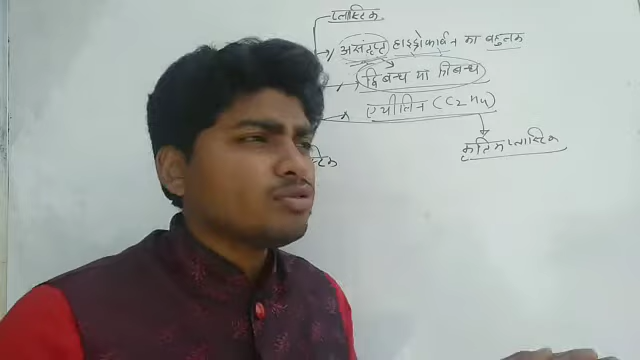 प्लास्टिक
असंतृप्त हाइड्रोकार्बन का बहुलक
द्विबन्ध या त्रिबन्ध
एथीलिन (C2H4)
कृतिम प्लास्टिक